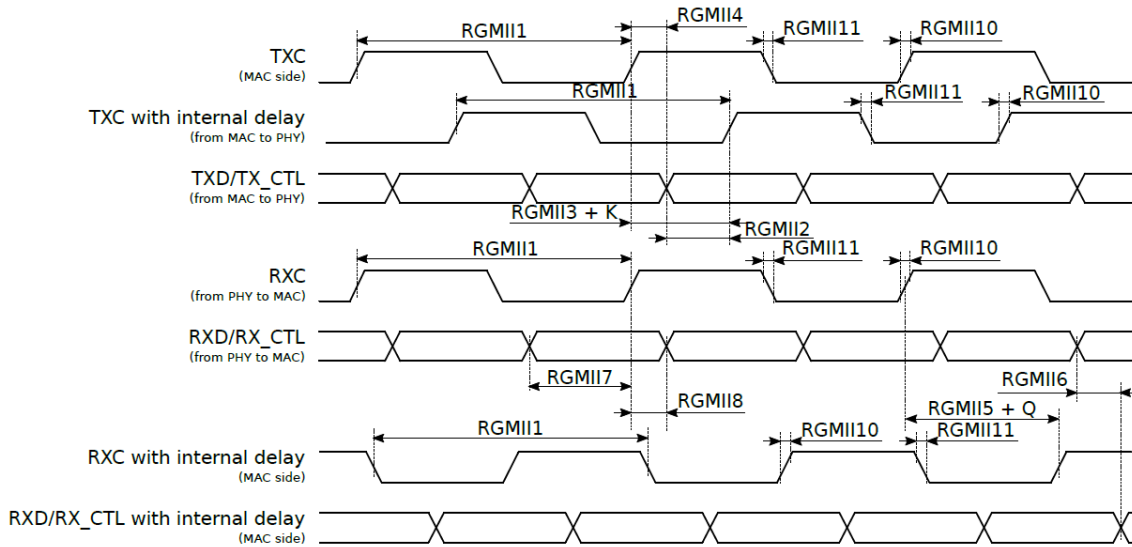 RGMII4
RGMII1
RGMII11
RGMII10
TXC
(MAC side)
RGMII1
RGMII11
RGMII10
TXC with internal delay
(from MAC to PHY)
TXD/TX_CTL
(from MAC to PHY)
RGMII3 + K
RGMII2
RGMII1
RGMII11
RGMII10
RXC
(from PHY to MAC)
RXD/RX_CTL
(from PHY to MAC)
RGMII7
RGMII6
RGMII8
RGMII5 + Q
RGMII1
RGMII10
RGMII11
RXC with internal delay
(MAC side)
RXD/RX_CTL with internal delay
(MAC side)